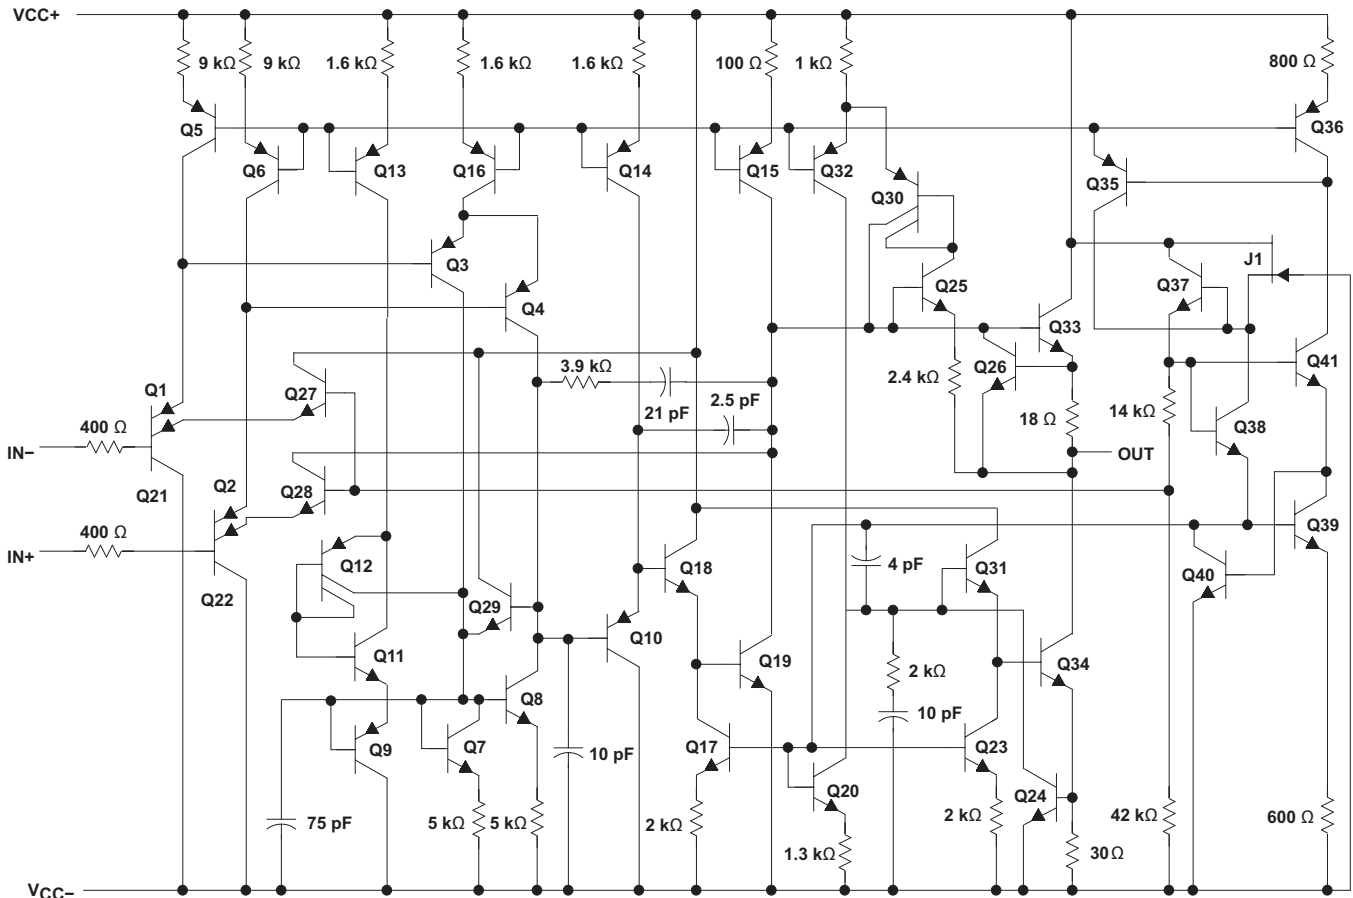 VCC+
9 kΩ 9 kΩ 1.6 kΩ 1.6 kΩ 1.6 kΩ 100 Ω 1 kΩ 800 Ω
Q5 Q36
Q6 Q13 Q16 Q14 Q15 Q32 Q35
Q30
Q3 J1
Q25 Q37
Q4
Q33
3.9 kΩ Q26 Q41
2.4 kΩ
Q1 Q27
21 pF 2.5 pF
400 Ω 18 Ω 14 kΩ
Q38
IN− OUT
Q21 Q2 Q28
400 Ω Q39
IN+
Q12 Q18 4 pF Q31 Q40
Q22 Q29
Q10
Q11 Q19 Q34
2 kΩ
Q8
10 pF
Q9 Q7 10 pF Q17 Q23
Q20 Q24
75 pF 5 kΩ 5 kΩ 2 kΩ 2 kΩ 42 kΩ 600 Ω
1.3 kΩ 30Ω
VCC−